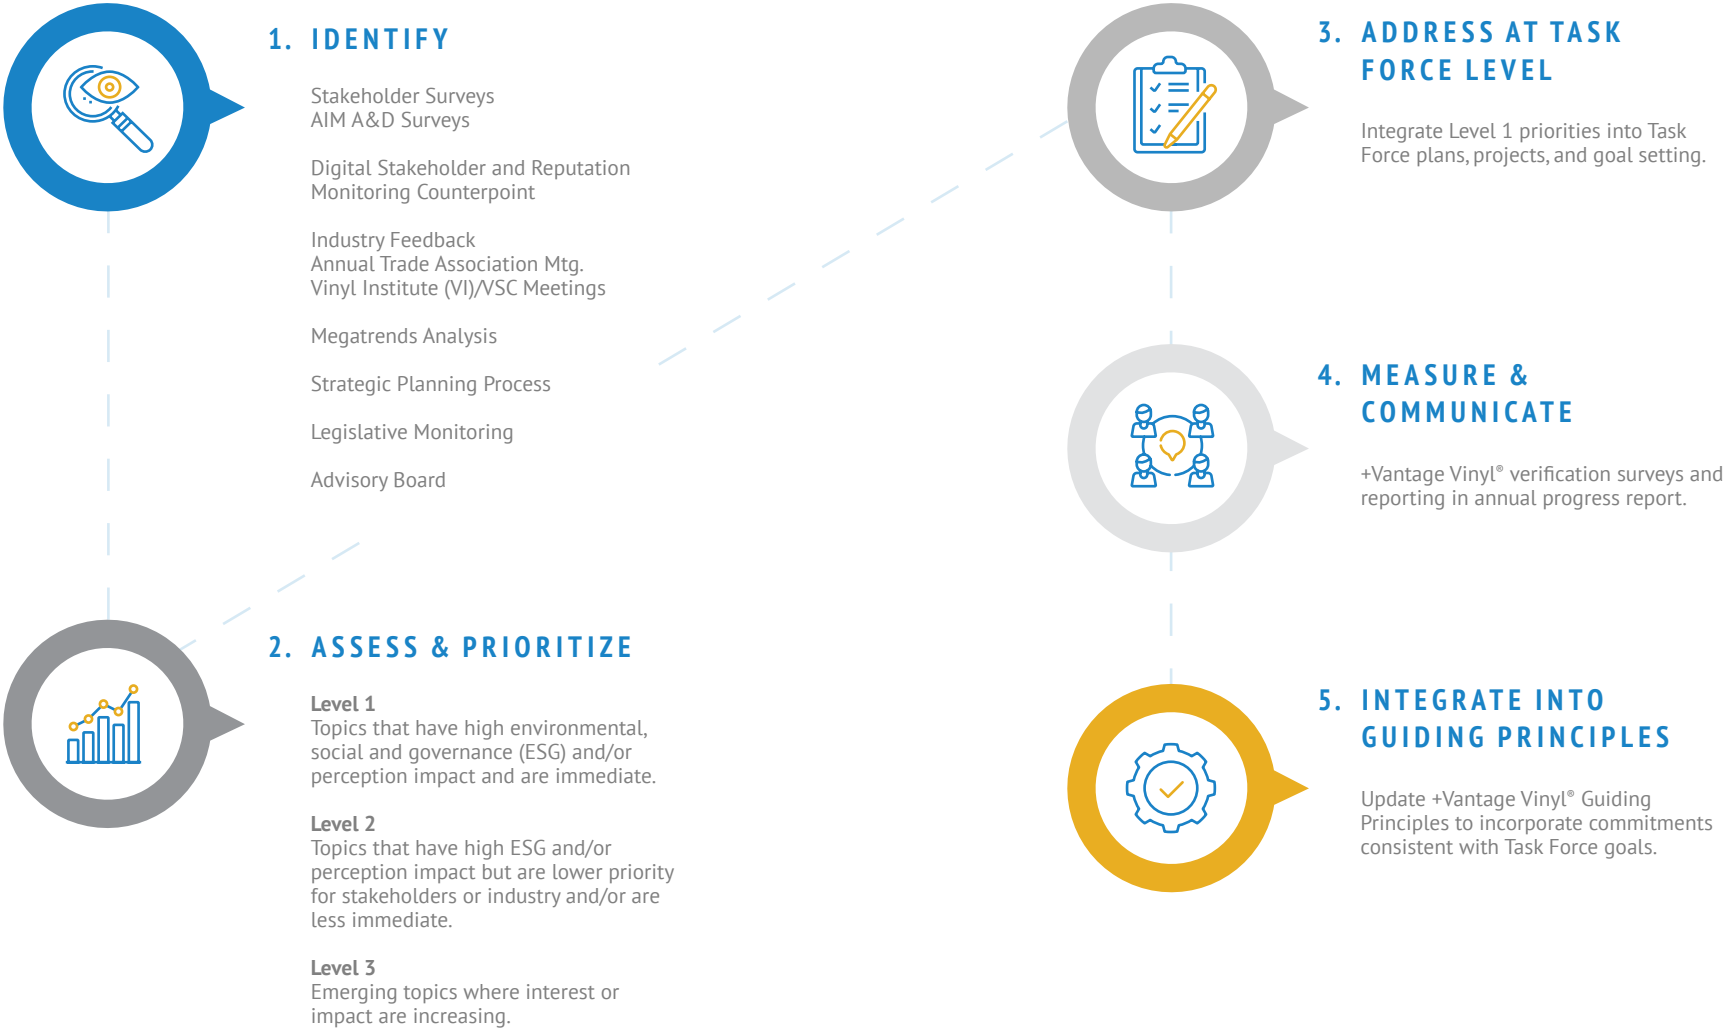 1. IDENTIFY
Stakeholder Surveys
AIM A&D Surveys
Digital Stakeholder and Reputation
Monitoring Counterpoint
Industry Feedback
Annual Trade Association Mtg.
Vinyl Institute (VI)/VSC Meetings
Megatrends Analysis
Strategic Planning Process
Legislative Monitoring
Advisory Board
2. ASSESS & PRIORITIZE
Level 1
Topics that have high environmental,
social and governance (ESG) and/or
perception impact and are immediate.
Level 2
Topics that have high ESG and/or
perception impact but are lower priority
for stakeholders or industry and/or are
less immediate.
Level 3
Emerging topics where interest or
impact are increasing.
3. ADDRESS AT TASK
FORCE LEVEL
Integrate Level 1 priorities into Task
Force plans, projects, and goal setting.
4. MEASURE &
COMMUNICATE
+Vantage Vinyl® verification surveys and
reporting in annual progress report.
5. INTEGRATE INTO
GUIDING PRINCIPLES
Update +Vantage Vinyl® Guiding
Principles to incorporate commitments
consistent with Task Force goals.